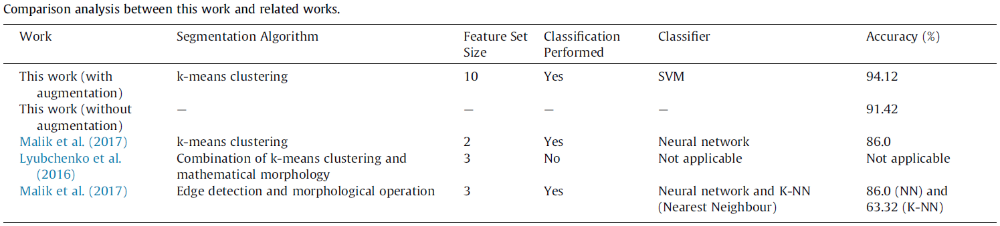 Comparison analysis between this work and related works.
Work Segmentation Algorithm Feature Set Classification Classifier Accuracy (%)
Size Performed
This work (with k-means clustering 10 Yes SVM 94.12
augmentation)
This work (without — — — — 91.42
augmentation)
Malik et al. (2017) k-means clustering 2 Yes Neural network 86.0
Lyubchenko et al. Combination of k-means clustering and 3 No Not applicable Not applicable
(2016) mathematical morphology
Malik et al. (2017) Edge detection and morphological operation 3 Yes Neural network and K-NN 86.0 (NN) and
(Nearest Neighbour) 63.32 (K-NN)